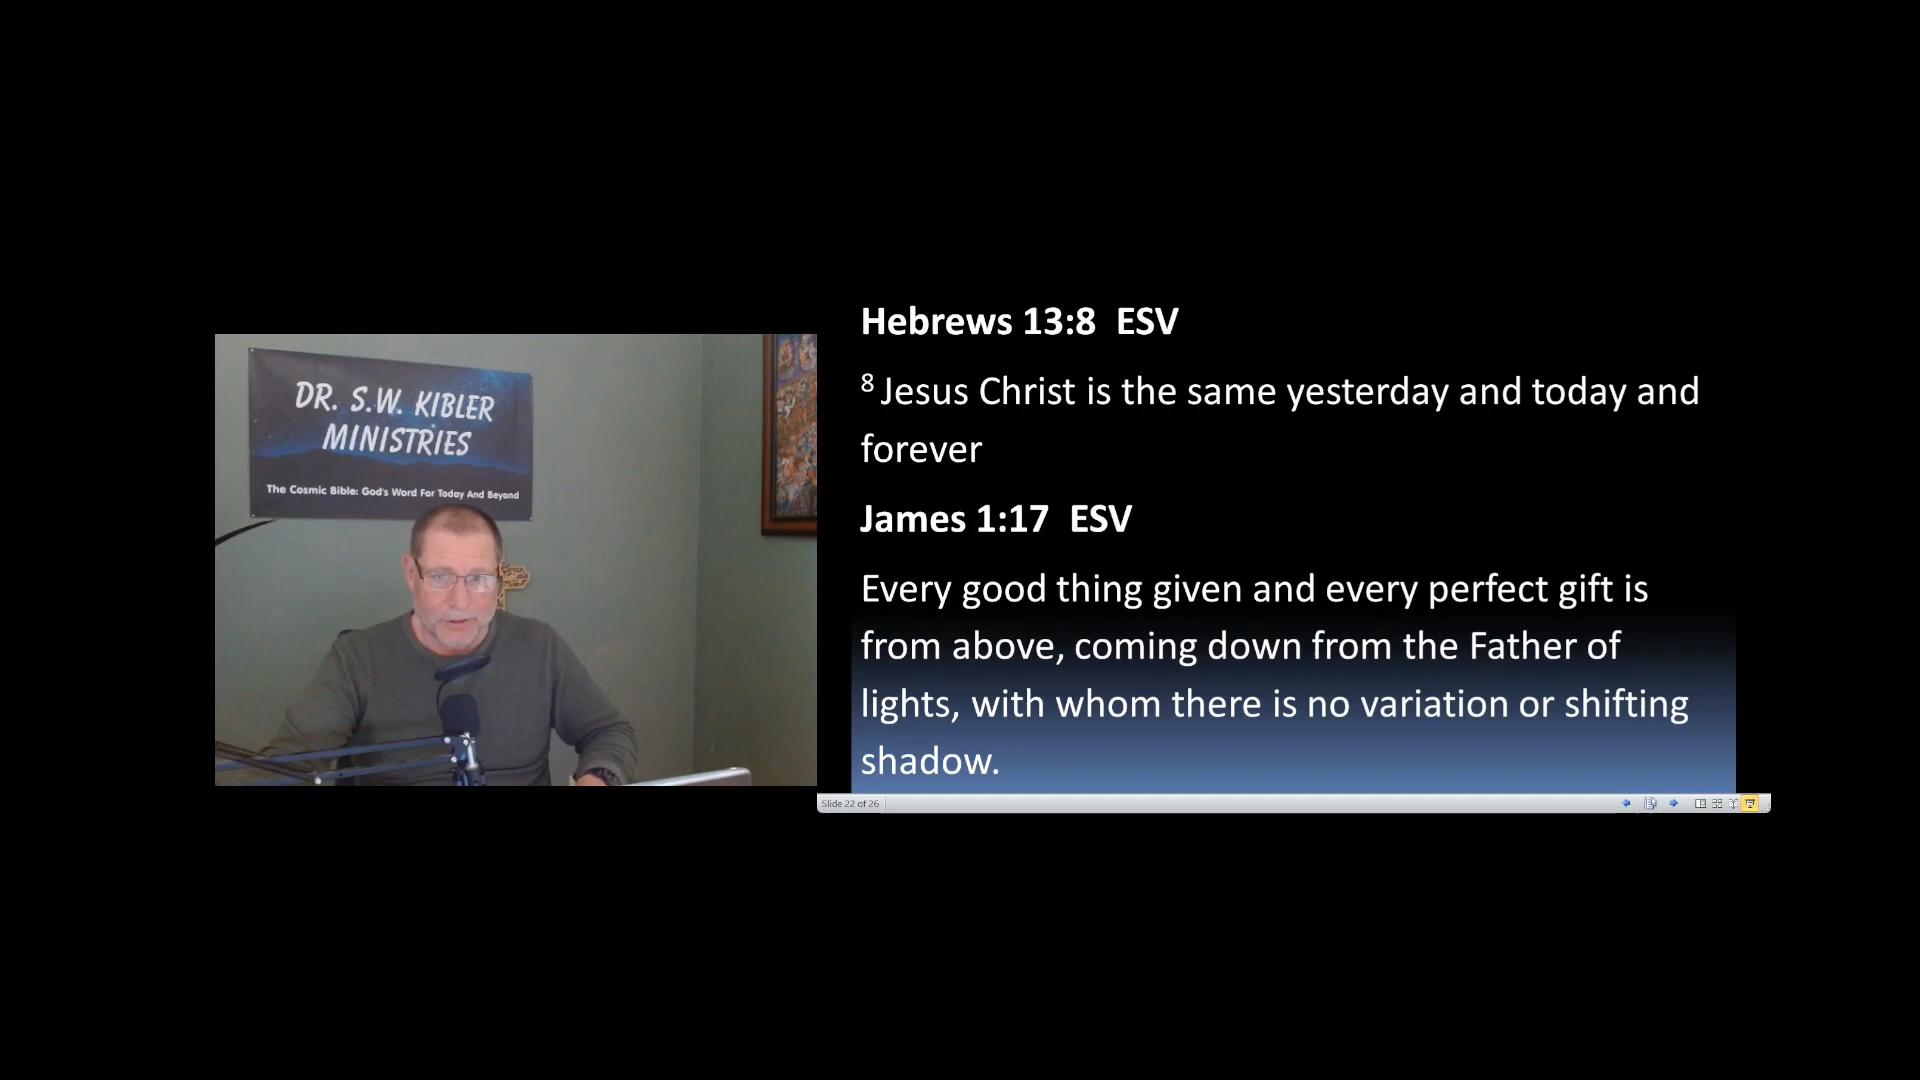 DR. S.W. KIBLER
MINISTRIES
The Cosmic Bible: God's Word For Today And Beyond
Hebrews 13:8 ESV
8 Jesus Christ is the same yesterday and today and
forever
James 1:17 ESV
Every good thing given and every perfect gift is
from above, coming down from the Father of
lights, with whom there is no variation or shifting
shadow.
Slide 22 of 26